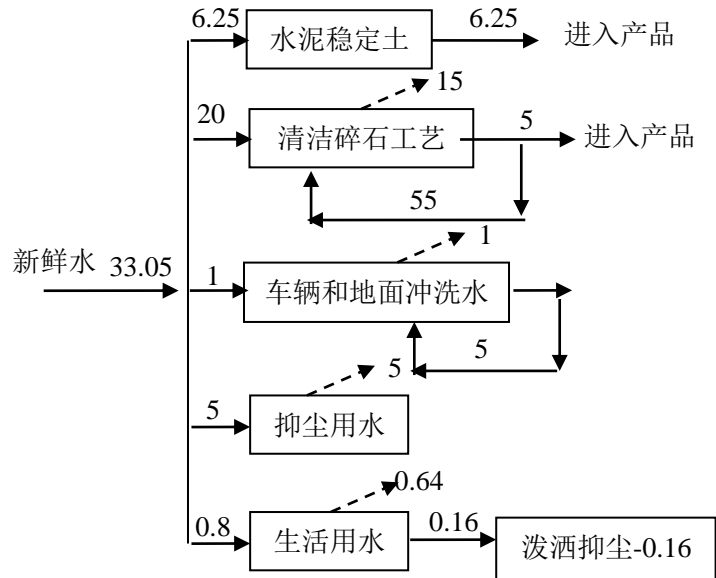 6.25
水泥稳定土
6.25
进入产品
15
20
清洁碎石工艺
5
进入产品
55
1
新鲜水
33.05
1
车辆和地面冲洗水
5
5
5
抑尘用水
0.64
0.8
生活用水
0.16
泼洒抑尘-0.16